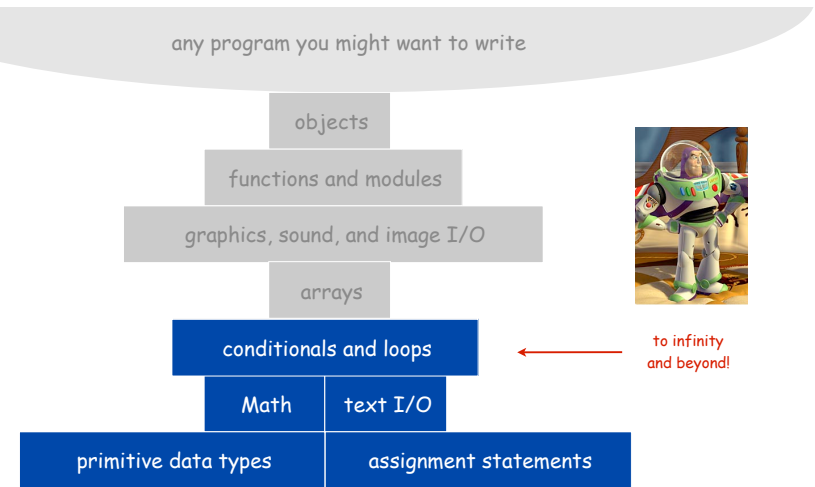 any program you might want to write
objects
functions and modules
graphics, sound, and image I/O
arrays
conditionals and loops
to infinity
and beyond!
Math
text I/O
primitive data types
assignment statements